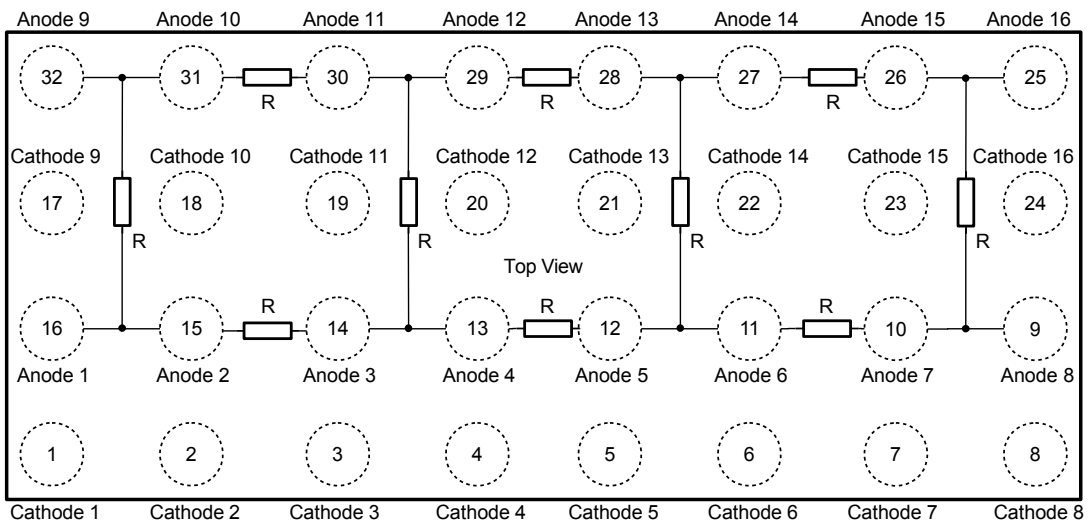 Anode 9 Anode 10 Anode 11 Anode 12 Anode 13 Anode 14 Anode 15 Anode 16
32 31 30 29 28 27 26 25
R R R
Cathode 9 Cathode 10 Cathode 11 Cathode 12 Cathode 13 Cathode 14 Cathode 15 Cathode 16
17 18 19 20 21 22 23 24
R R R R
Top View
R R R
16 15 14 13 12 11 10 9
Anode 1 Anode 2 Anode 3 Anode 4 Anode 5 Anode 6 Anode 7 Anode 8
1 2 3 4 5 6 7 8
Cathode 1 Cathode 2 Cathode 3 Cathode 4 Cathode 5 Cathode 6 Cathode 7 Cathode 8